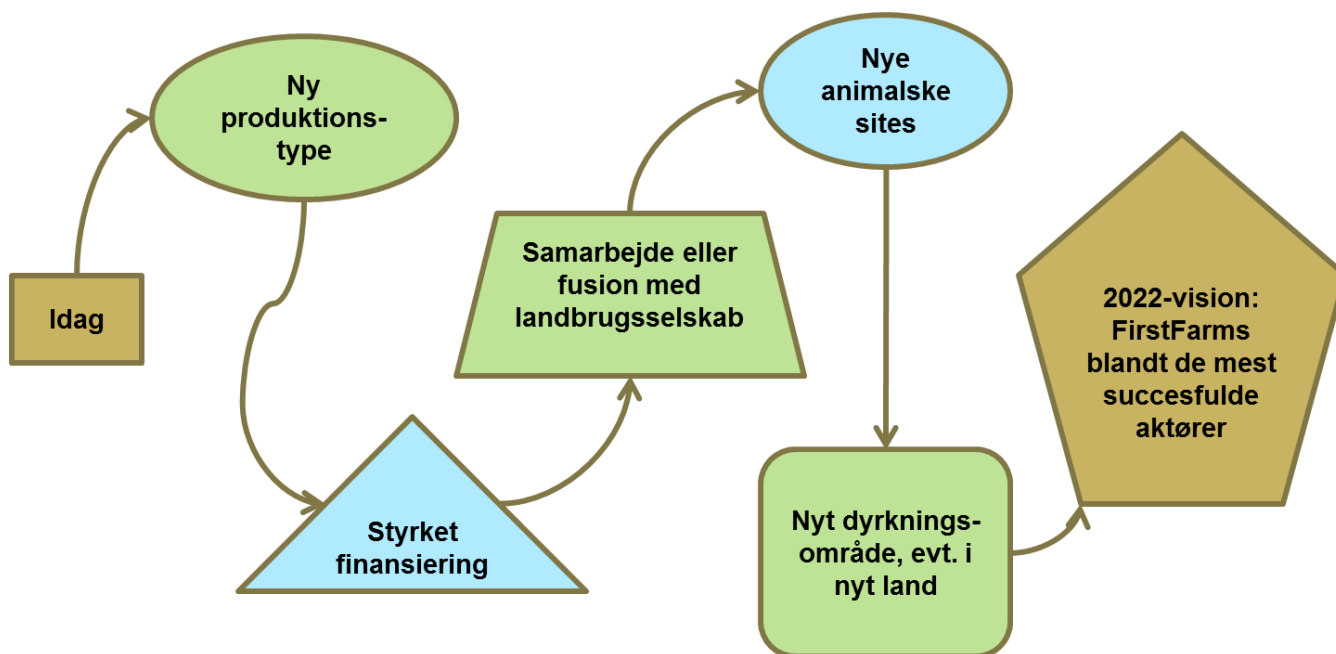 Idag
Ny
produktions-
type
Styrket
finansiering
Samarbejde eller
fusion med
landbrugsselskab
Nye
animalske
sites
Nyt dyrknings-
område, evt. i
nyt land
2022-vision:
FirstFarms
blandt de mest
succesfulde
aktører